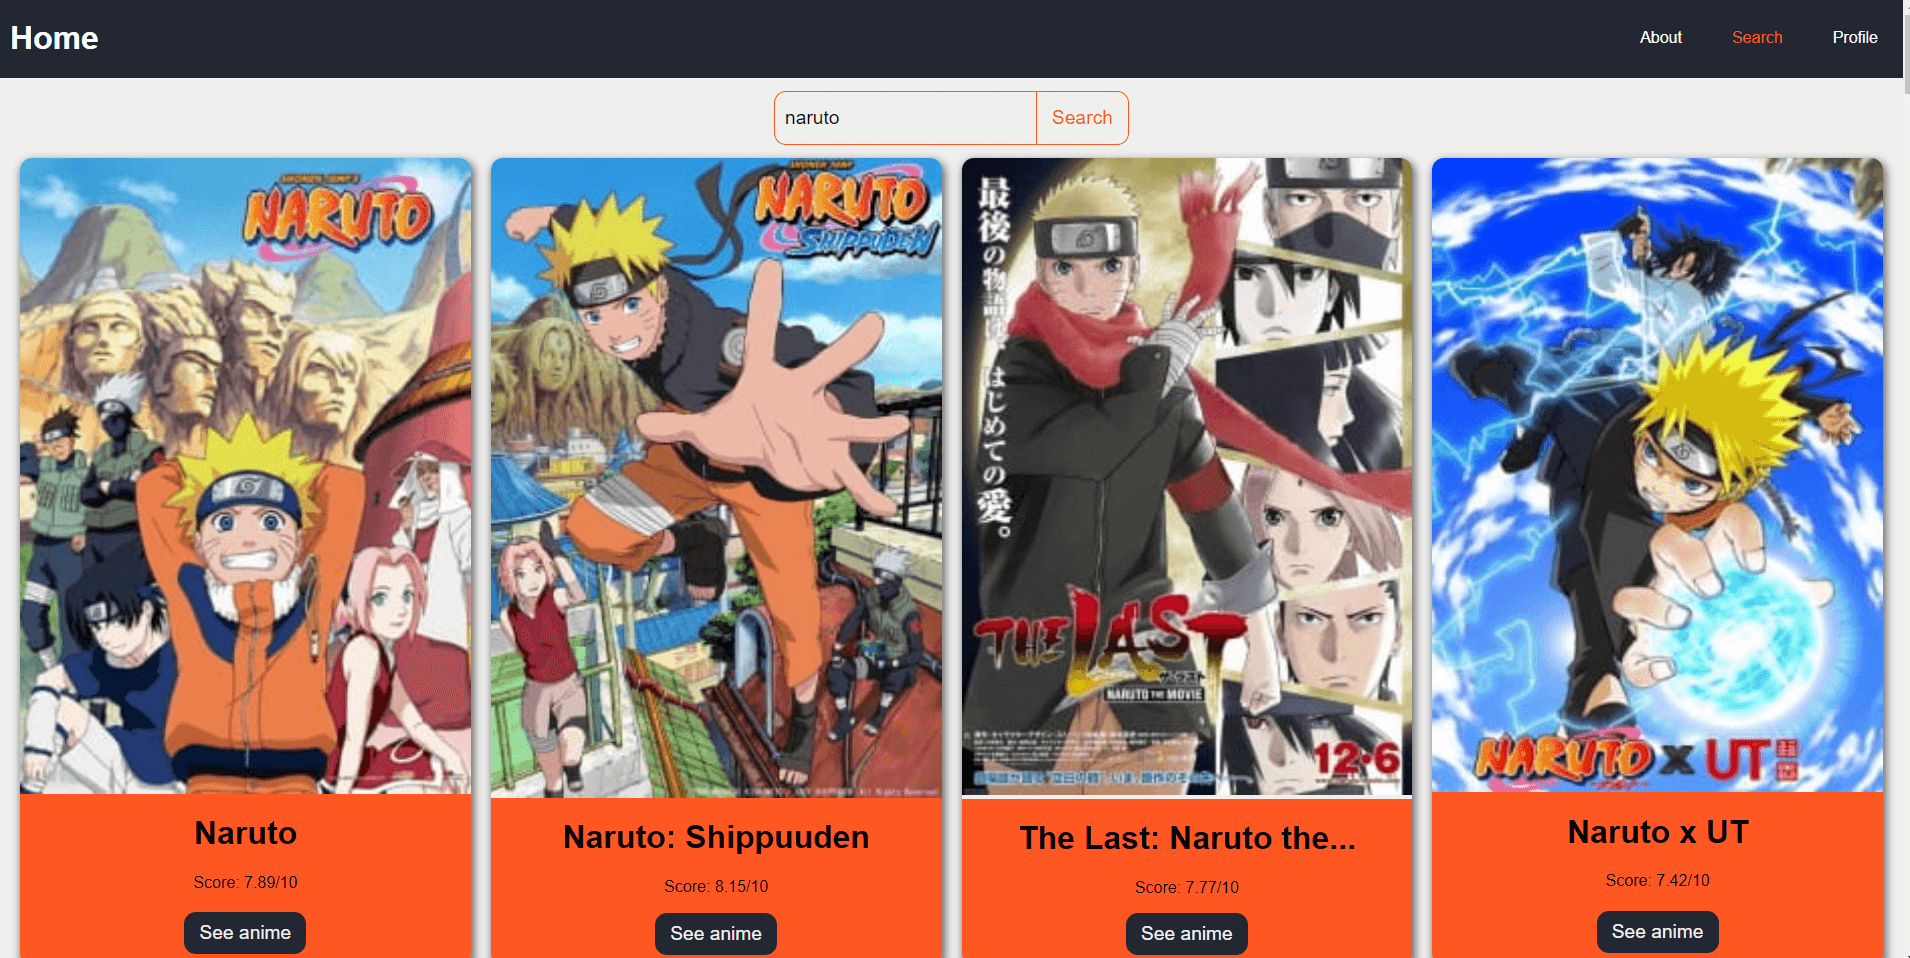 Home
About
Search
Profile
naruto
Search
NARUTO
NARUTO
SHIPPUDEN
最後の物語は、はじめての愛。
THE LAST
NARUTO THE MOVIE
12•6
NARUTO X UT
Naruto
Score: 7.89/10
See anime
Naruto: Shippuuden
Score: 8.15/10
See anime
The Last: Naruto the...
Score: 7.77/10
See anime
Naruto x UT
Score: 7.42/10
See anime